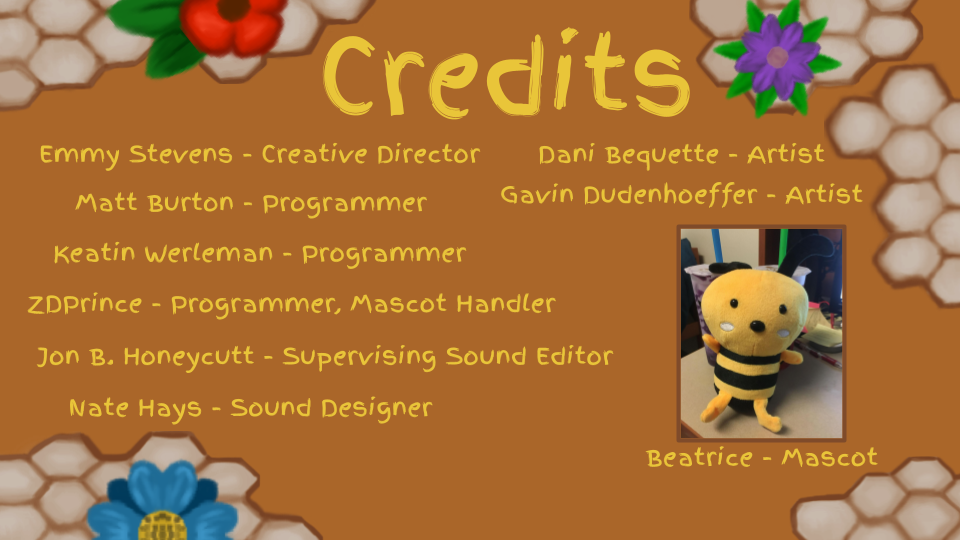 Credits
Emmy Stevens - Creative Director
Matt Burton - Programmer
Keatin Werleman - Programmer
ZDPrince - Programmer, Mascot Handler
Jon B. Honeycutt - Supervising Sound Editor
Nate Hays - Sound Designer
Dani Bequette - Artist
Gavin Dudenhoeffer - Artist
Beatrice - Mascot